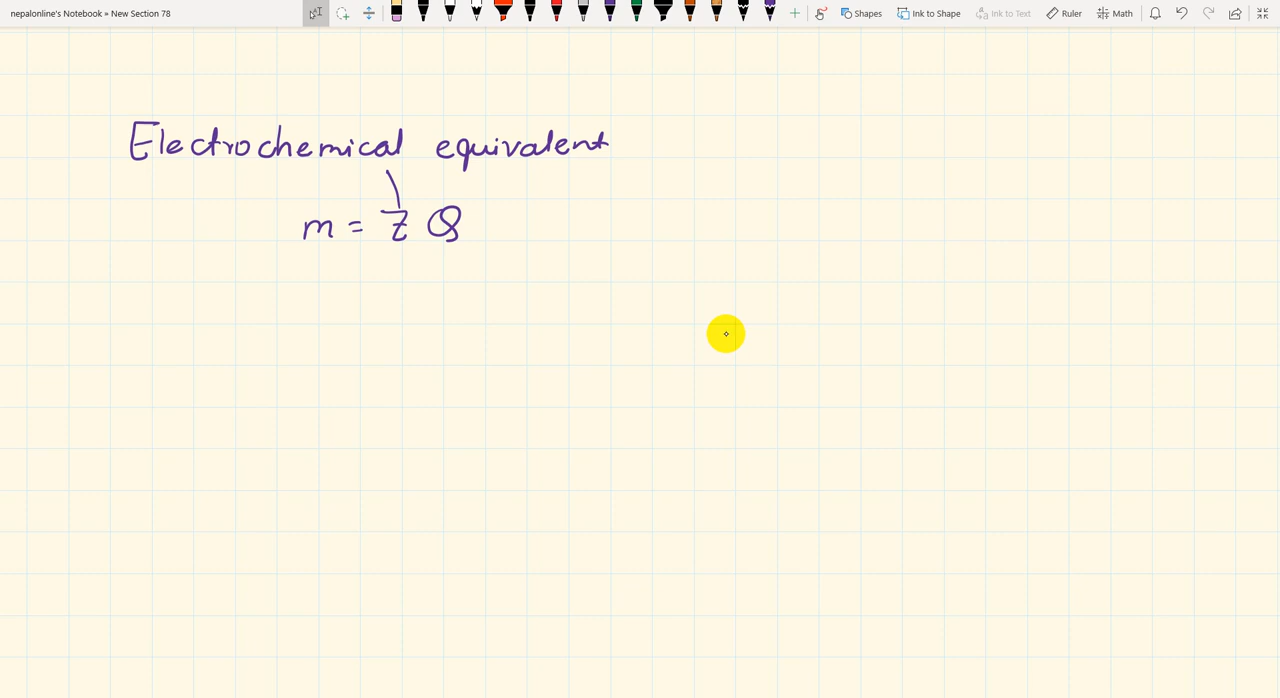 nepalonline's Notebook » New Section 78
Shapes
Ink to Shape
Ink to Text
Ruler
Math
Electrochemical equivalent
m = Z Q